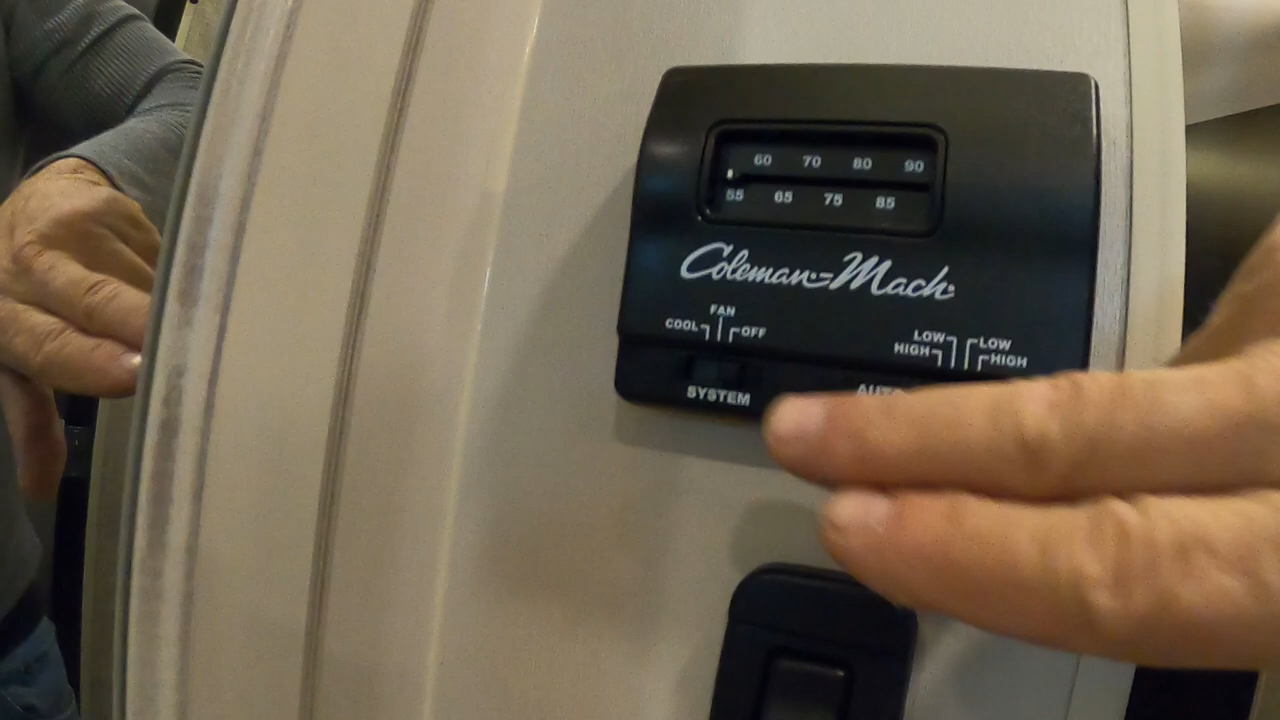 60 70 80 90
55 65 75 85
Coleman-Mach
FAN
COOL OFF
LOW LOW
HIGH HIGH
SYSTEM